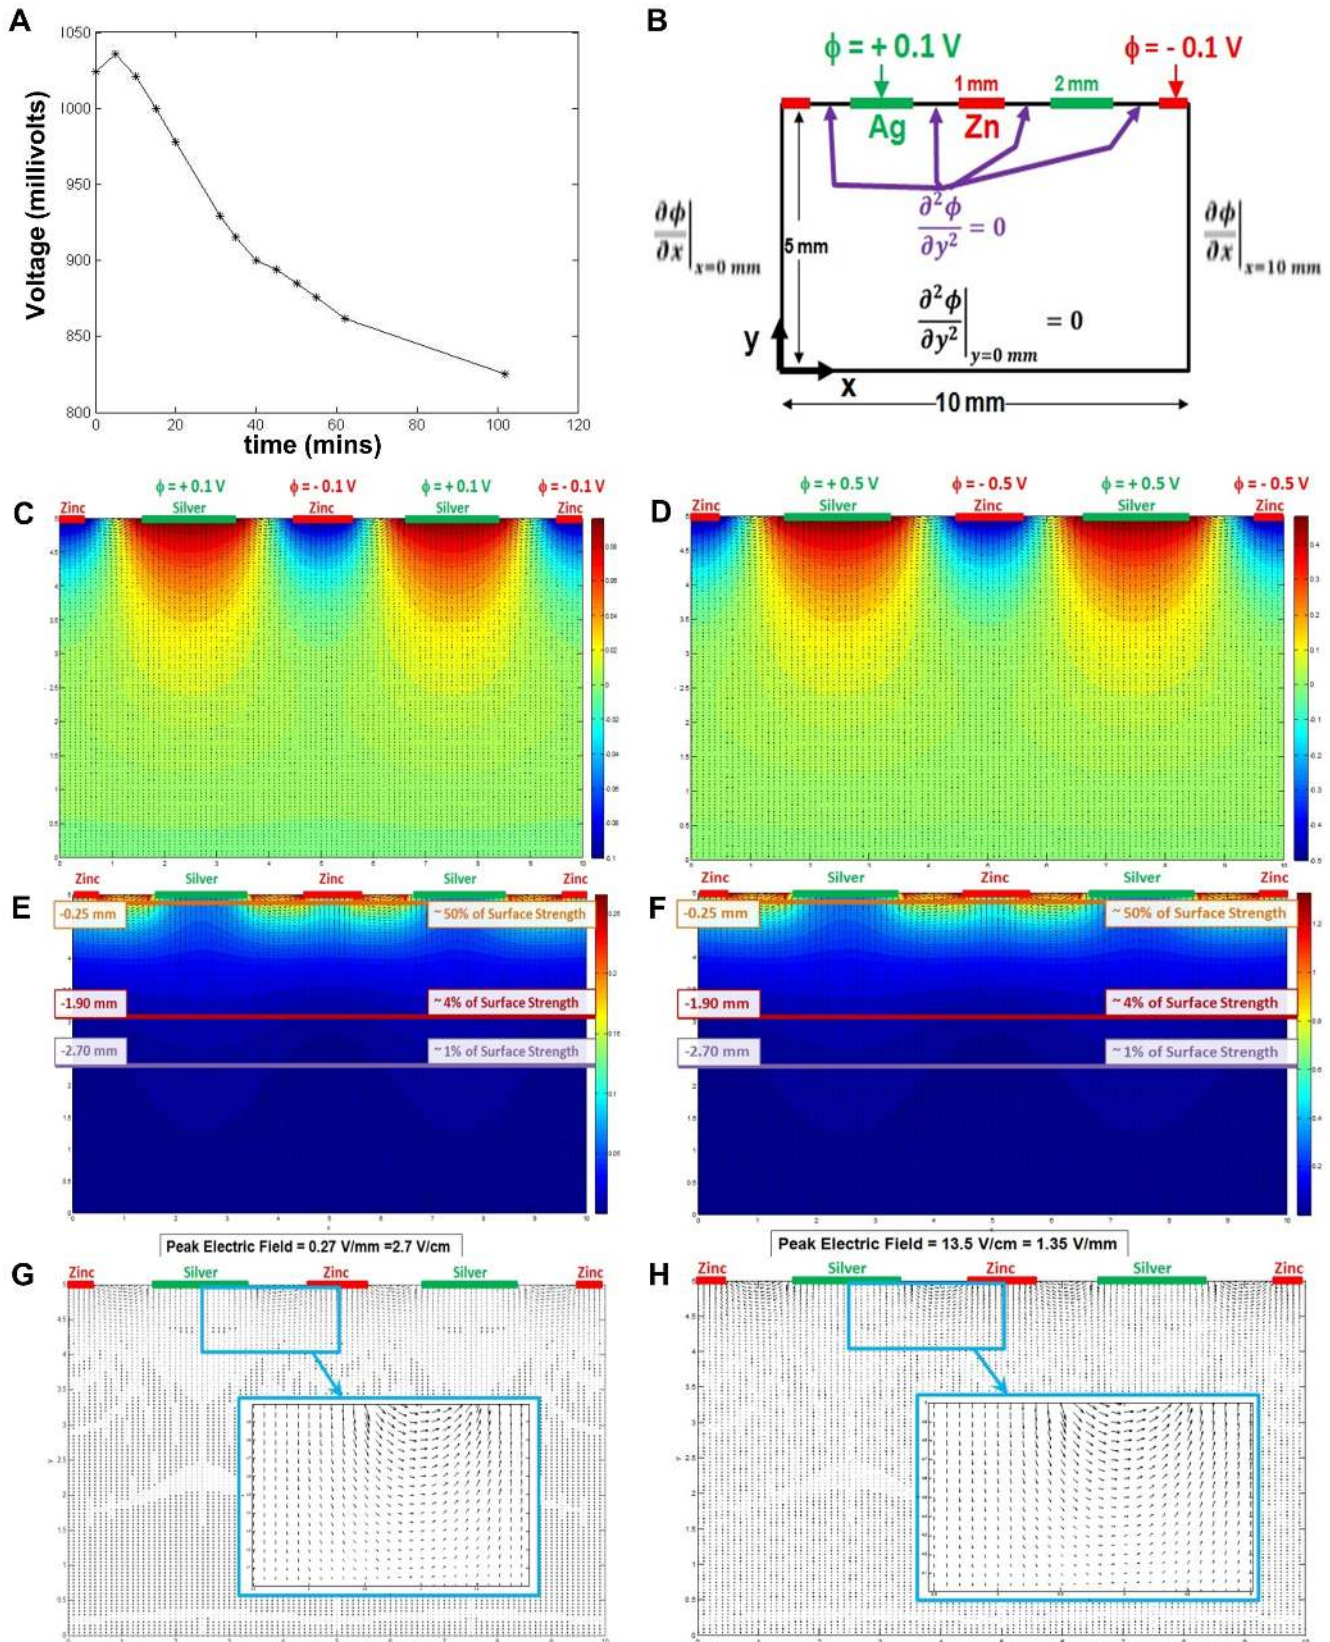 A
1050
1000
950
900
850
800
0 20 40 60 80 100 120
Voltage (millivolts)
time (mins)
B
ϕ = + 0.1 V
ϕ = - 0.1 V
1 mm
2 mm
Ag
Zn
∂²ϕ/∂y² = 0
5 mm
∂ϕ/∂x|x=0 mm
∂ϕ/∂x|x=10 mm
∂²ϕ/∂y²|y=0 mm = 0
y
x
10 mm
C
ϕ = + 0.1 V
ϕ = - 0.1 V
ϕ = + 0.1 V
ϕ = - 0.1 V
Zinc
Silver
Zinc
Silver
Zinc
D
ϕ = + 0.5 V
ϕ = - 0.5 V
ϕ = + 0.5 V
ϕ = - 0.5 V
Zinc
Silver
Zinc
Silver
Zinc
E
Zinc
Silver
Zinc
Silver
Zinc
-0.25 mm
~ 50% of Surface Strength
-1.90 mm
~ 4% of Surface Strength
-2.70 mm
~ 1% of Surface Strength
Peak Electric Field = 0.27 V/mm =2.7 V/cm
F
Zinc
Silver
Zinc
Silver
Zinc
-0.25 mm
~ 50% of Surface Strength
-1.90 mm
~ 4% of Surface Strength
-2.70 mm
~ 1% of Surface Strength
Peak Electric Field = 13.5 V/cm = 1.35 V/mm
G
Zinc
Silver
Zinc
Silver
Zinc
H
Zinc
Silver
Zinc
Silver
Zinc